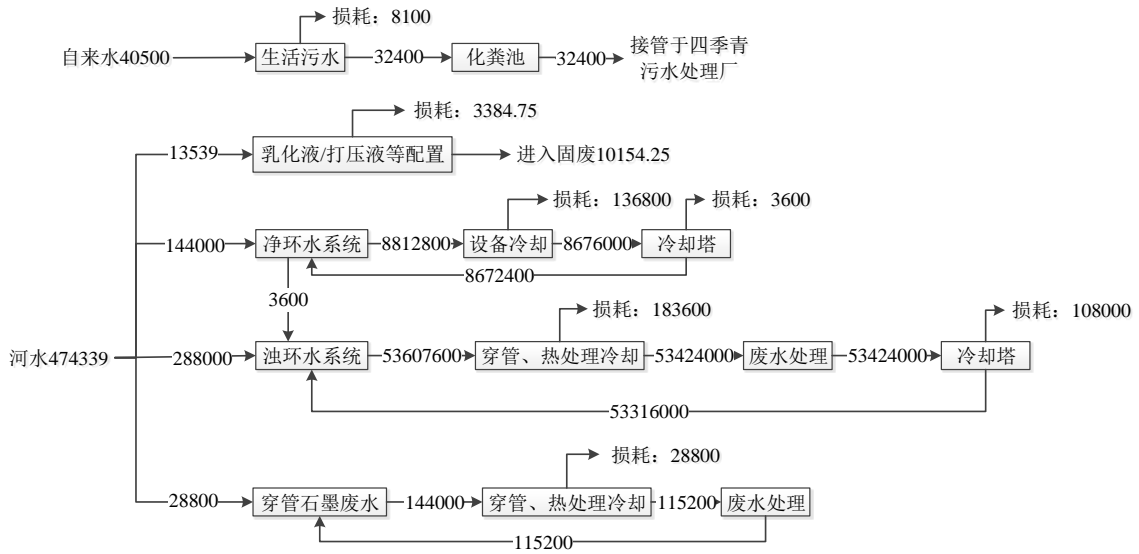 损耗：8100
自来水40500
生活污水
32400
化粪池
32400
接管于四季青
污水处理厂
损耗：3384.75
13539
乳化液/打压液等配置
进入固废10154.25
损耗：136800
损耗：3600
144000
净环水系统
8812800
设备冷却
8676000
冷却塔
8672400
3600
损耗：183600
损耗：108000
河水474339
288000
浊环水系统
53607600
穿管、热处理冷却
53424000
废水处理
53424000
冷却塔
53316000
损耗：28800
28800
穿管石墨废水
144000
穿管、热处理冷却
115200
废水处理
115200